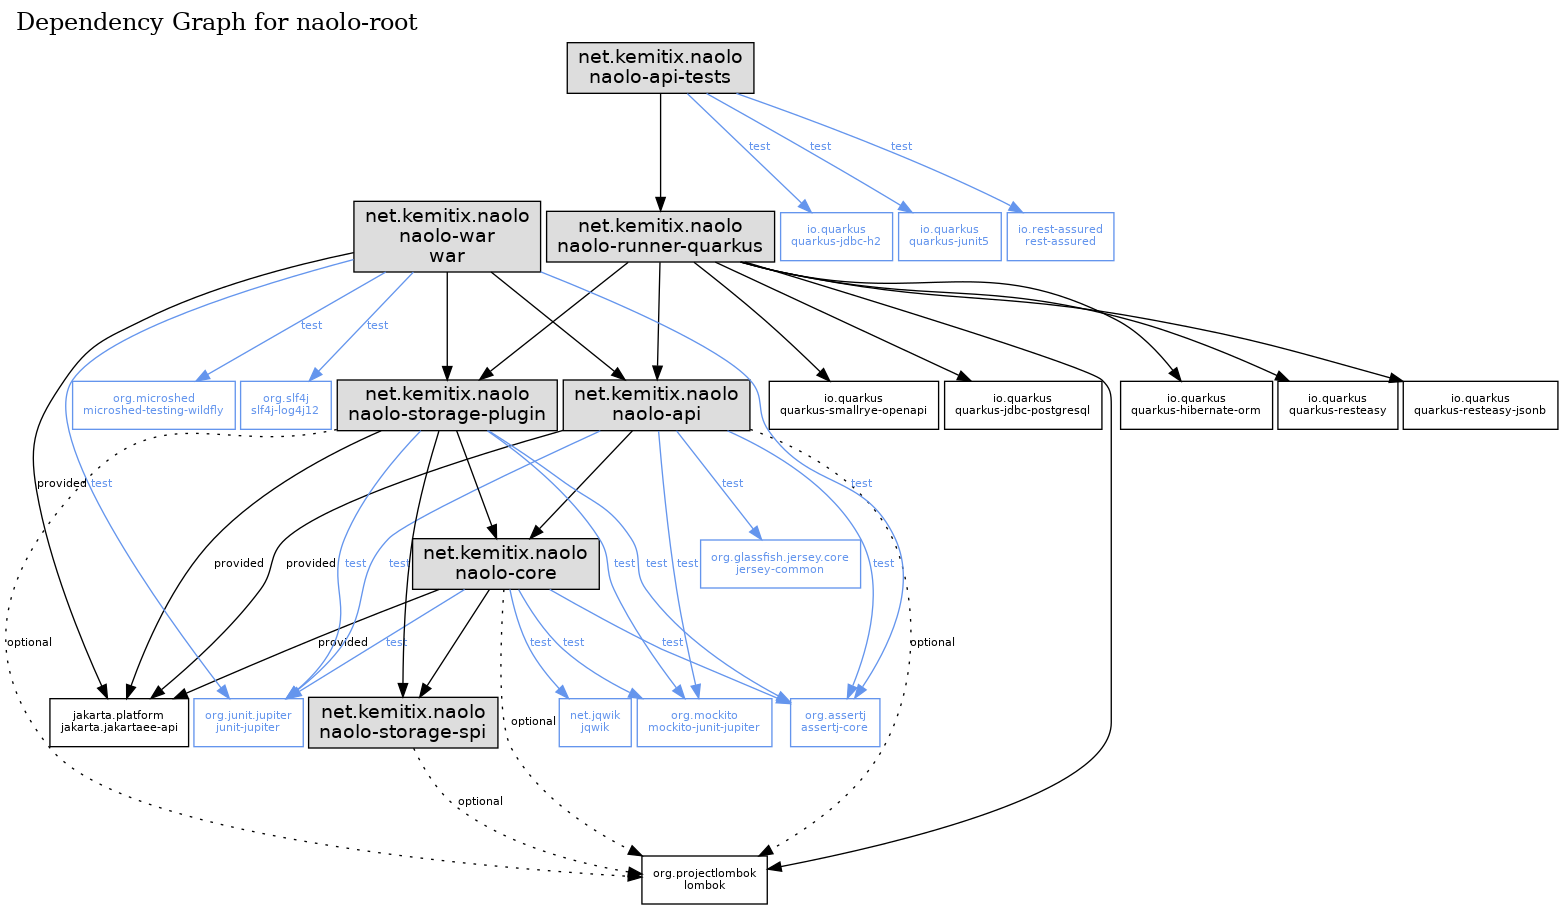 Dependency Graph for naolo-root
net.kemitix.naolo
naolo-api-tests
test
test
test
net.kemitix.naolo
naolo-war
war
net.kemitix.naolo
naolo-runner-quarkus
io.quarkus
quarkus-jdbc-h2
io.quarkus
quarkus-junit5
io.rest-assured
rest-assured
test
test
org.microshed
microshed-testing-wildfly
org.slf4j
slf4j-log4j12
net.kemitix.naolo
naolo-storage-plugin
net.kemitix.naolo
naolo-api
io.quarkus
quarkus-smallrye-openapi
io.quarkus
quarkus-jdbc-postgresql
io.quarkus
quarkus-hibernate-orm
io.quarkus
quarkus-resteasy
io.quarkus
quarkus-resteasy-jsonb
provided
test
test
test
provided
provided
test
test
net.kemitix.naolo
naolo-core
test
test
test
org.glassfish.jersey.core
jersey-common
test
optional
provided
test
test
test
test
optional
jakarta.platform
jakarta.jakartaee-api
org.junit.jupiter
junit-jupiter
net.kemitix.naolo
naolo-storage-spi
optional
net.jqwik
jqwik
org.mockito
mockito-junit-jupiter
org.assertj
assertj-core
optional
org.projectlombok
lombok